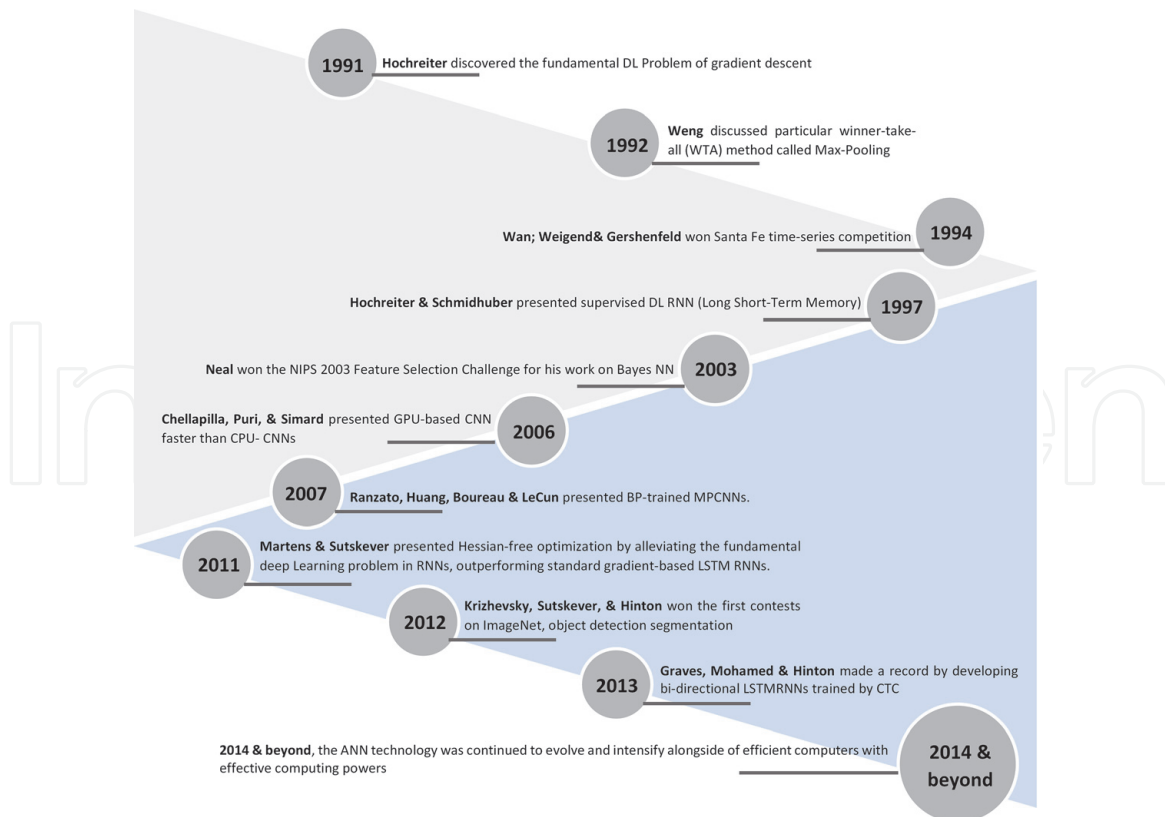 1991
Hochreiter discovered the fundamental DL Problem of gradient descent
1992
Weng discussed particular winner-take-
all (WTA) method called Max-Pooling
Wan; Weigend& Gershenfeld won Santa Fe time-series competition
1994
Hochreiter & Schmidhuber presented supervised DL RNN (Long Short-Term Memory)
1997
Neal won the NIPS 2003 Feature Selection Challenge for his work on Bayes NN
2003
Chellapilla, Puri, & Simard presented GPU-based CNN
faster than CPU- CNNs
2006
2007
Ranzato, Huang, Boureau & LeCun presented BP-trained MPCNNs.
2011
Martens & Sutskever presented Hessian-free optimization by alleviating the fundamental
deep Learning problem in RNNs, outperforming standard gradient-based LSTM RNNs.
2012
Krizhevsky, Sutskever, & Hinton won the first contests
on ImageNet, object detection segmentation
2013
Graves, Mohamed & Hinton made a record by developing
bi-directional LSTMRNNs trained by CTC
2014 & beyond, the ANN technology was continued to evolve and intensify alongside of efficient computers with
effective computing powers
2014 &
beyond